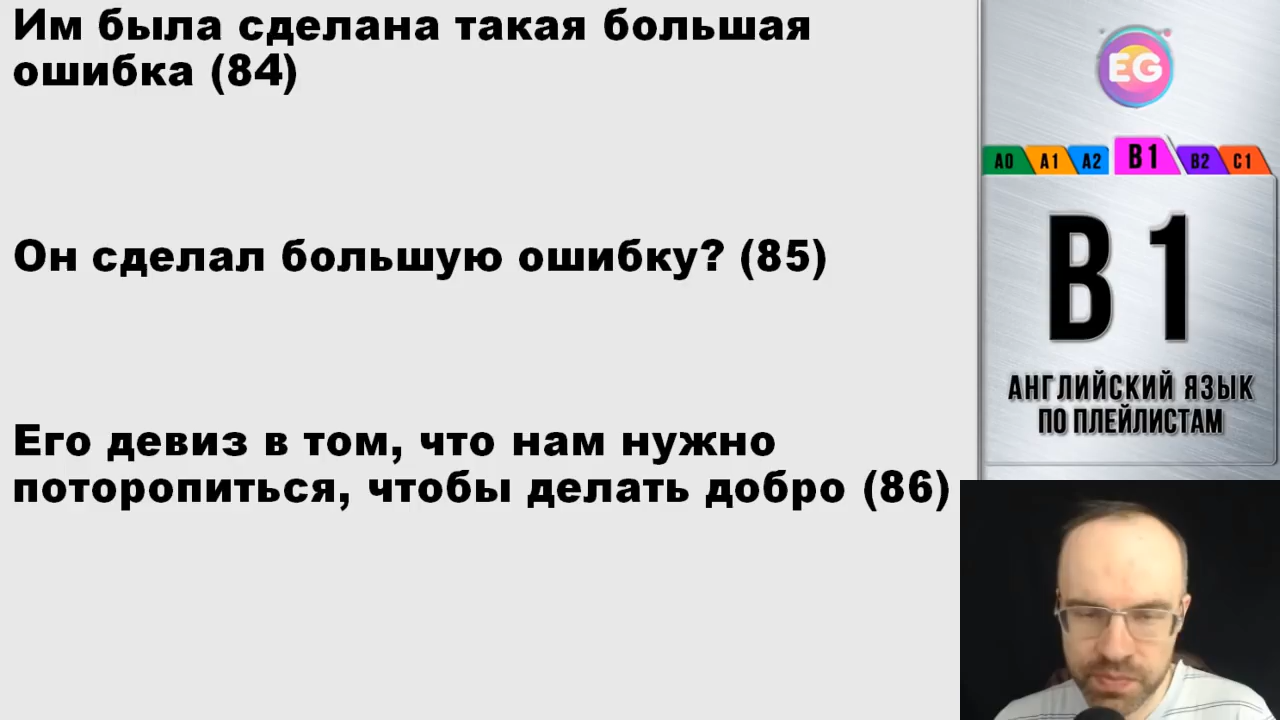 Им была сделана такая большая
ошибка (84)
Он сделал большую ошибку? (85)
Его девиз в том, что нам нужно
поторопиться, чтобы делать добро (86)
EG
A0 A1 A2 B1 B2 C1
B1
АНГЛИЙСКИЙ ЯЗЫК
ПО ПЛЕЙЛИСТАМ